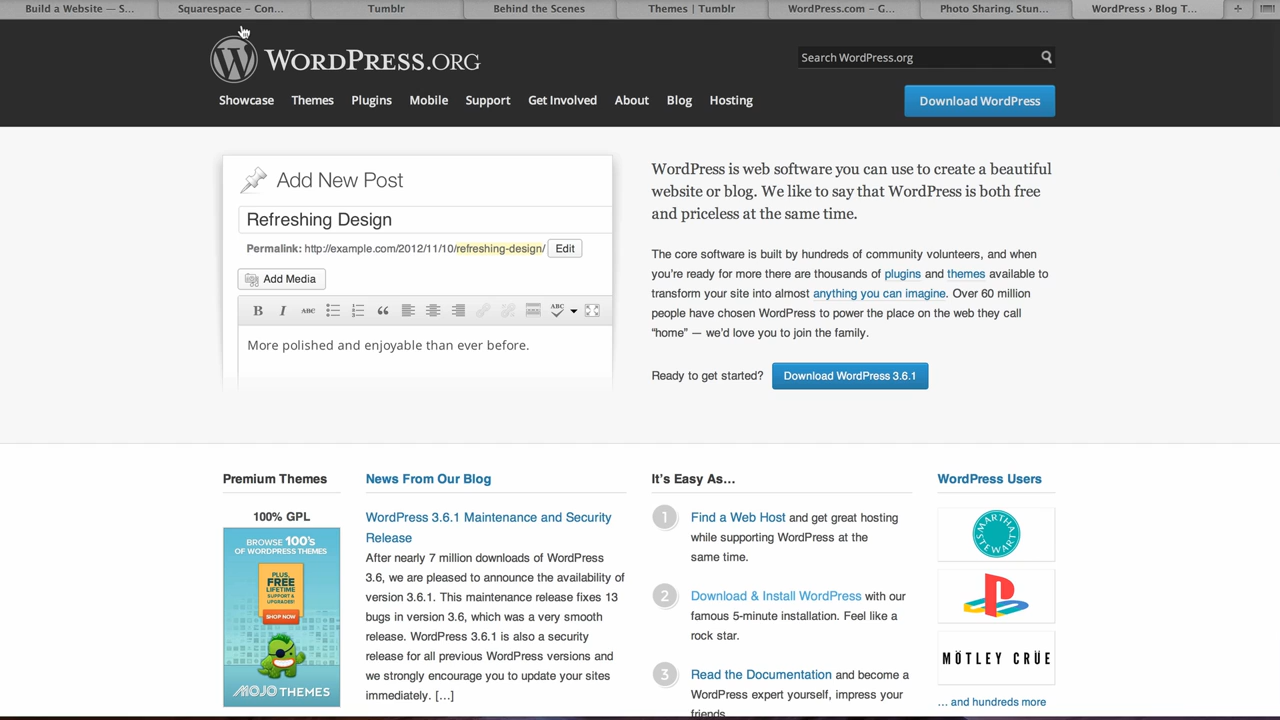 Build a Website — S...
Squarespace - Con...
Tumblr
Behind the Scenes
Themes | Tumblr
WordPress.com - G...
Photo Sharing. Stun...
WordPress › Blog T...
WORDPRESS.ORG
Search WordPress.org
Showcase
Themes
Plugins
Mobile
Support
Get Involved
About
Blog
Hosting
Download WordPress
Add New Post
Refreshing Design
Permalink: http://example.com/2012/11/10/refreshing-design/ Edit
Add Media
B I ABC ABC
More polished and enjoyable than ever before.
WordPress is web software you can use to create a beautiful
website or blog. We like to say that WordPress is both free
and priceless at the same time.
The core software is built by hundreds of community volunteers, and when
you're ready for more there are thousands of plugins and themes available to
transform your site into almost anything you can imagine. Over 60 million
people have chosen WordPress to power the place on the web they call
“home” — we'd love you to join the family.
Ready to get started? Download WordPress 3.6.1
Premium Themes
100% GPL
BROWSE 100'S
OF WORDPRESS THEMES
PLUS,
FREE
LIFETIME
SUPPORT &
UPGRADES!
SHOP NOW
MOJO THEMES
News From Our Blog
WordPress 3.6.1 Maintenance and Security
Release
After nearly 7 million downloads of WordPress
3.6, we are pleased to announce the availability of
version 3.6.1. This maintenance release fixes 13
bugs in version 3.6, which was a very smooth
release. WordPress 3.6.1 is also a security
release for all previous WordPress versions and
we strongly encourage you to update your sites
immediately. […]
It's Easy As…
1 Find a Web Host and get great hosting
while supporting WordPress at the
same time.
2 Download & Install WordPress with our
famous 5-minute installation. Feel like a
rock star.
3 Read the Documentation and become a
WordPress expert yourself, impress your
friends.
WordPress Users
MARTHA
STEWART
MÖTLEY CRÜE
… and hundreds more